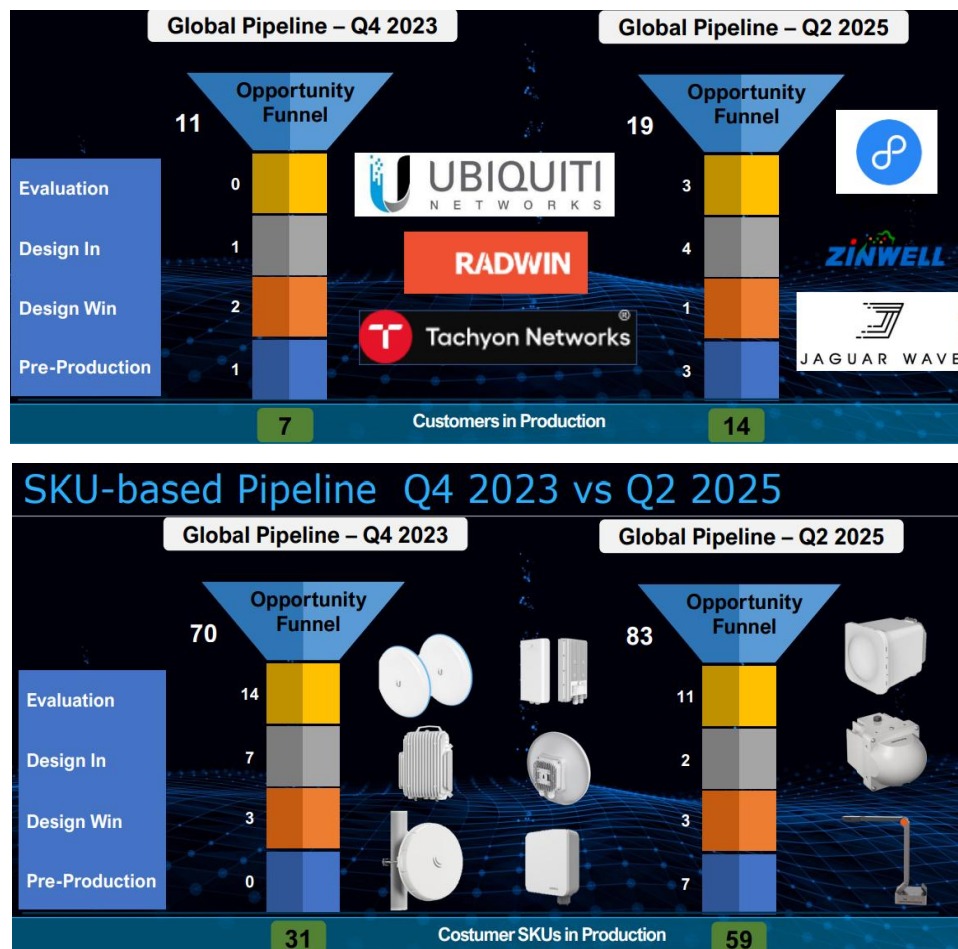 Global Pipeline – Q4 2023
Global Pipeline – Q2 2025
Opportunity
Funnel
11
Opportunity
Funnel
19
Evaluation
0
UBIQUITI
NETWORKS
3
Design In
1
RADWIN
4
ZINWELL
Design Win
2
Tachyon Networks®
1
JAGUAR WAVE
Pre-Production
1
3
7
Customers in Production
14
SKU-based Pipeline Q4 2023 vs Q2 2025
Global Pipeline – Q4 2023
Global Pipeline – Q2 2025
Opportunity
Funnel
70
Opportunity
Funnel
83
Evaluation
14
11
Design In
7
2
Design Win
3
3
Pre-Production
0
7
31
Costumer SKUs in Production
59